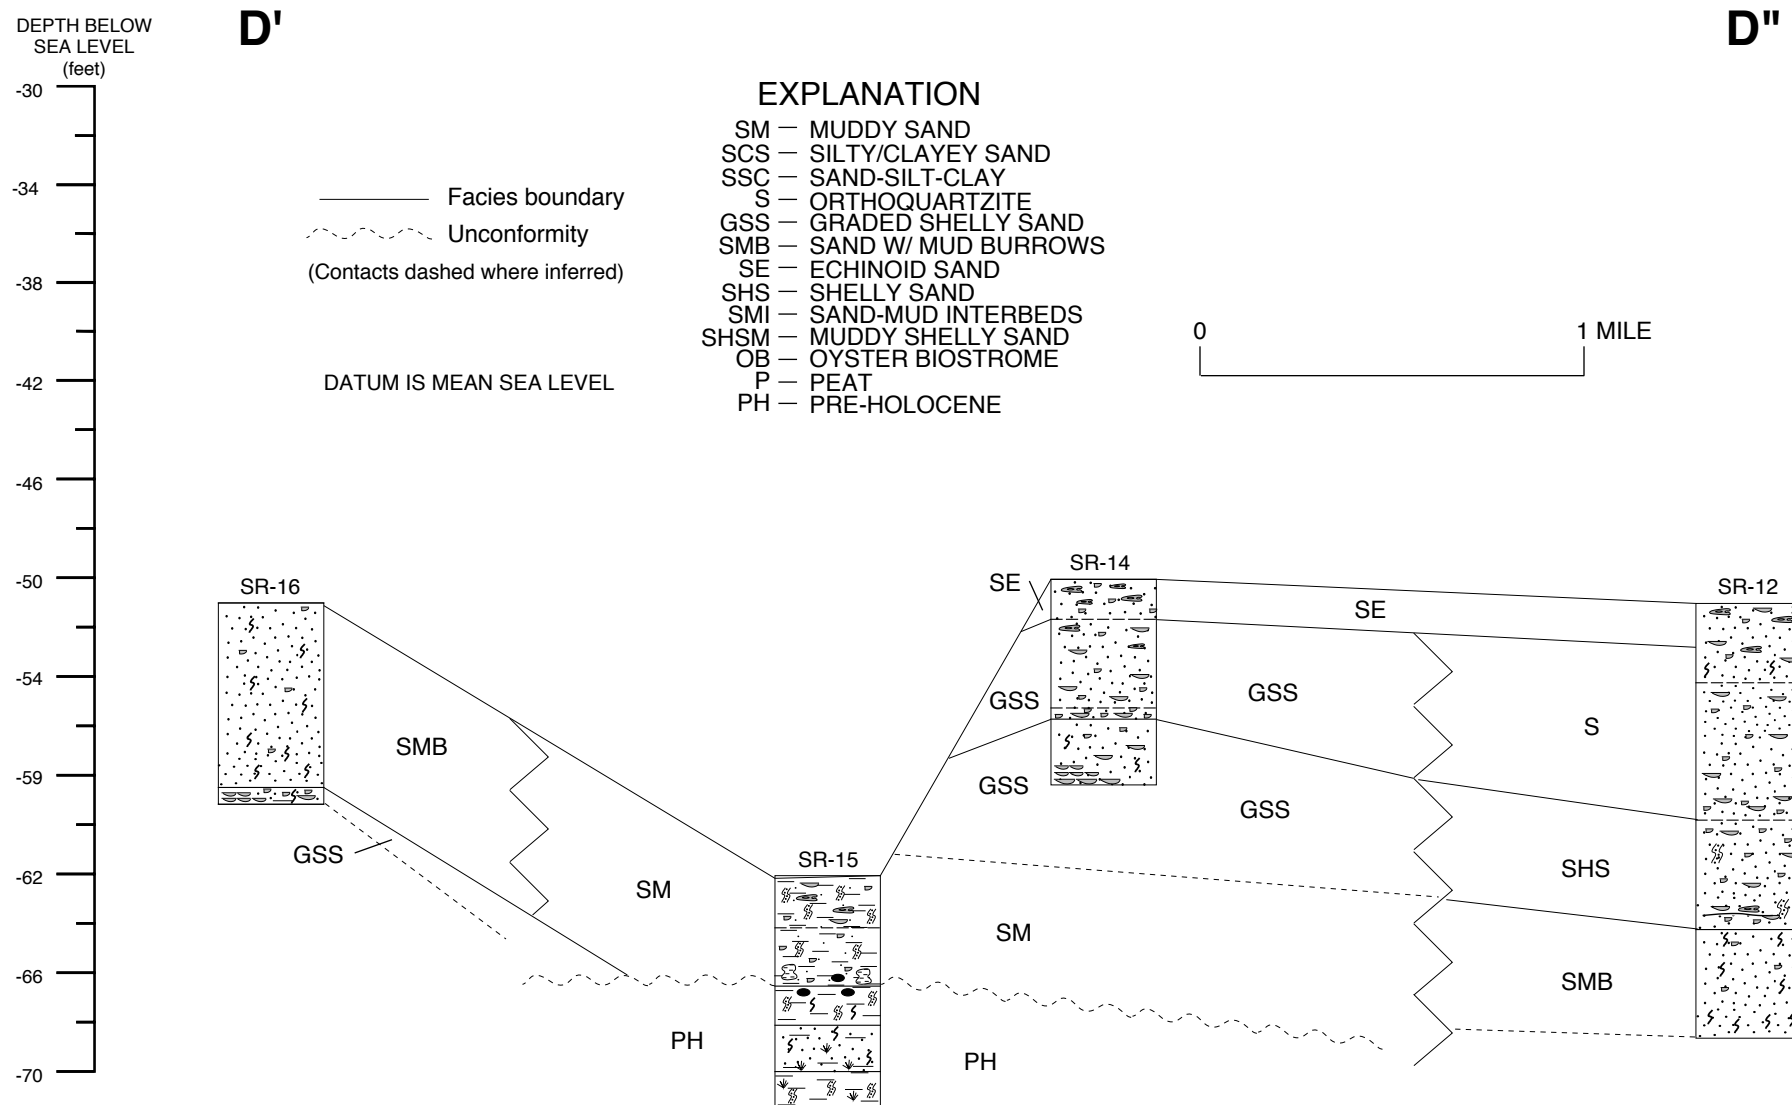 DEPTH BELOW
SEA LEVEL
(feet)
D'
D"
-30
-34
-38
-42
-46
-50
-54
-59
-62
-66
-70
EXPLANATION
SM — MUDDY SAND
SCS — SILTY/CLAYEY SAND
SSC — SAND-SILT-CLAY
S — ORTHOQUARTZITE
GSS — GRADED SHELLY SAND
SMB — SAND W/ MUD BURROWS
SE — ECHINOID SAND
SHS — SHELLY SAND
SMI — SAND-MUD INTERBEDS
SHSM — MUDDY SHELLY SAND
OB — OYSTER BIOSTROME
P — PEAT
PH — PRE-HOLOCENE
Facies boundary
Unconformity
(Contacts dashed where inferred)
DATUM IS MEAN SEA LEVEL
0 1 MILE
SR-16
SR-15
SR-14
SR-12
SE
SE
GSS
GSS
S
SMB
GSS
GSS
GSS
SM
SHS
SM
SMB
PH
PH